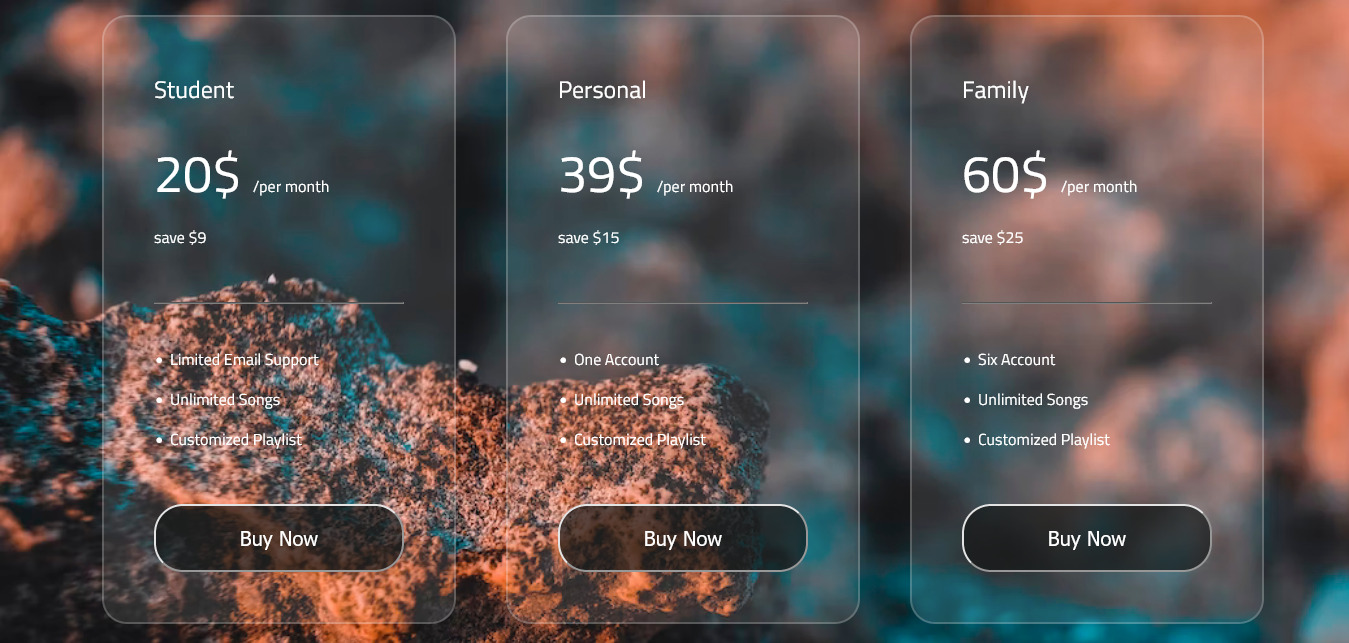 Student
20$ /per month
save $9
• Limited Email Support
• Unlimited Songs
• Customized Playlist
Buy Now
Personal
39$ /per month
save $15
• One Account
• Unlimited Songs
• Customized Playlist
Buy Now
Family
60$ /per month
save $25
• Six Account
• Unlimited Songs
• Customized Playlist
Buy Now